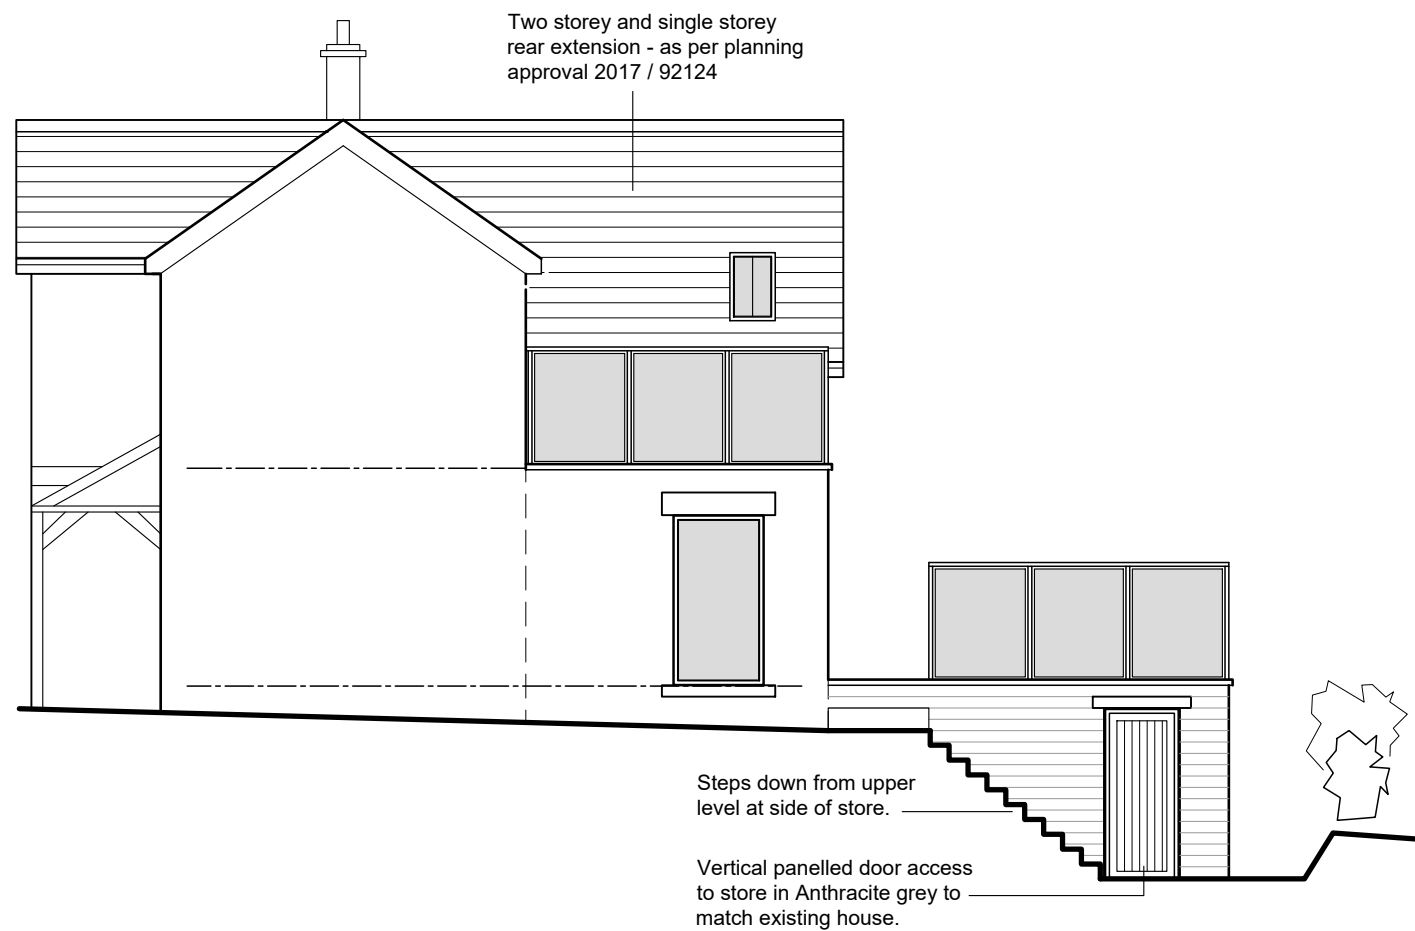 Two storey and single storey
rear extension - as per planning
approval 2017 / 92124
Steps down from upper
level at side of store.
Vertical panelled door access
to store in Anthracite grey to
match existing house.